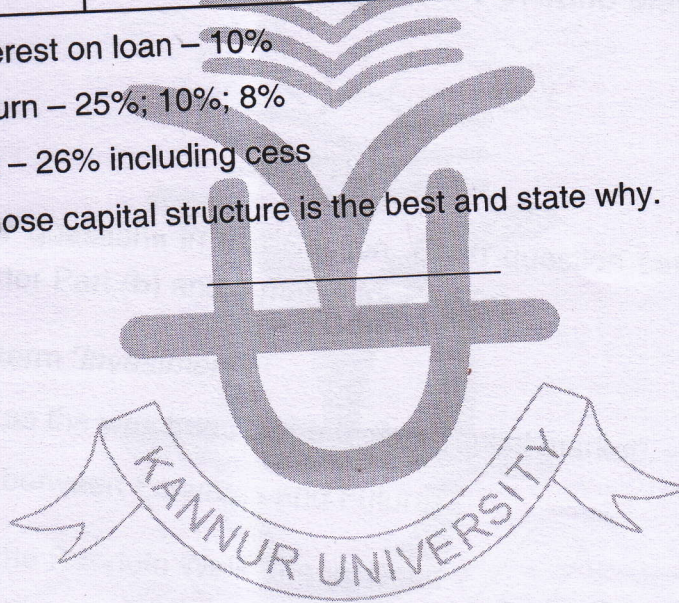 erest on loan – 10%
urn – 25%; 10%; 8%
– 26% including cess
ose capital structure is the best and state why.
KANNUR UNIVERSITY